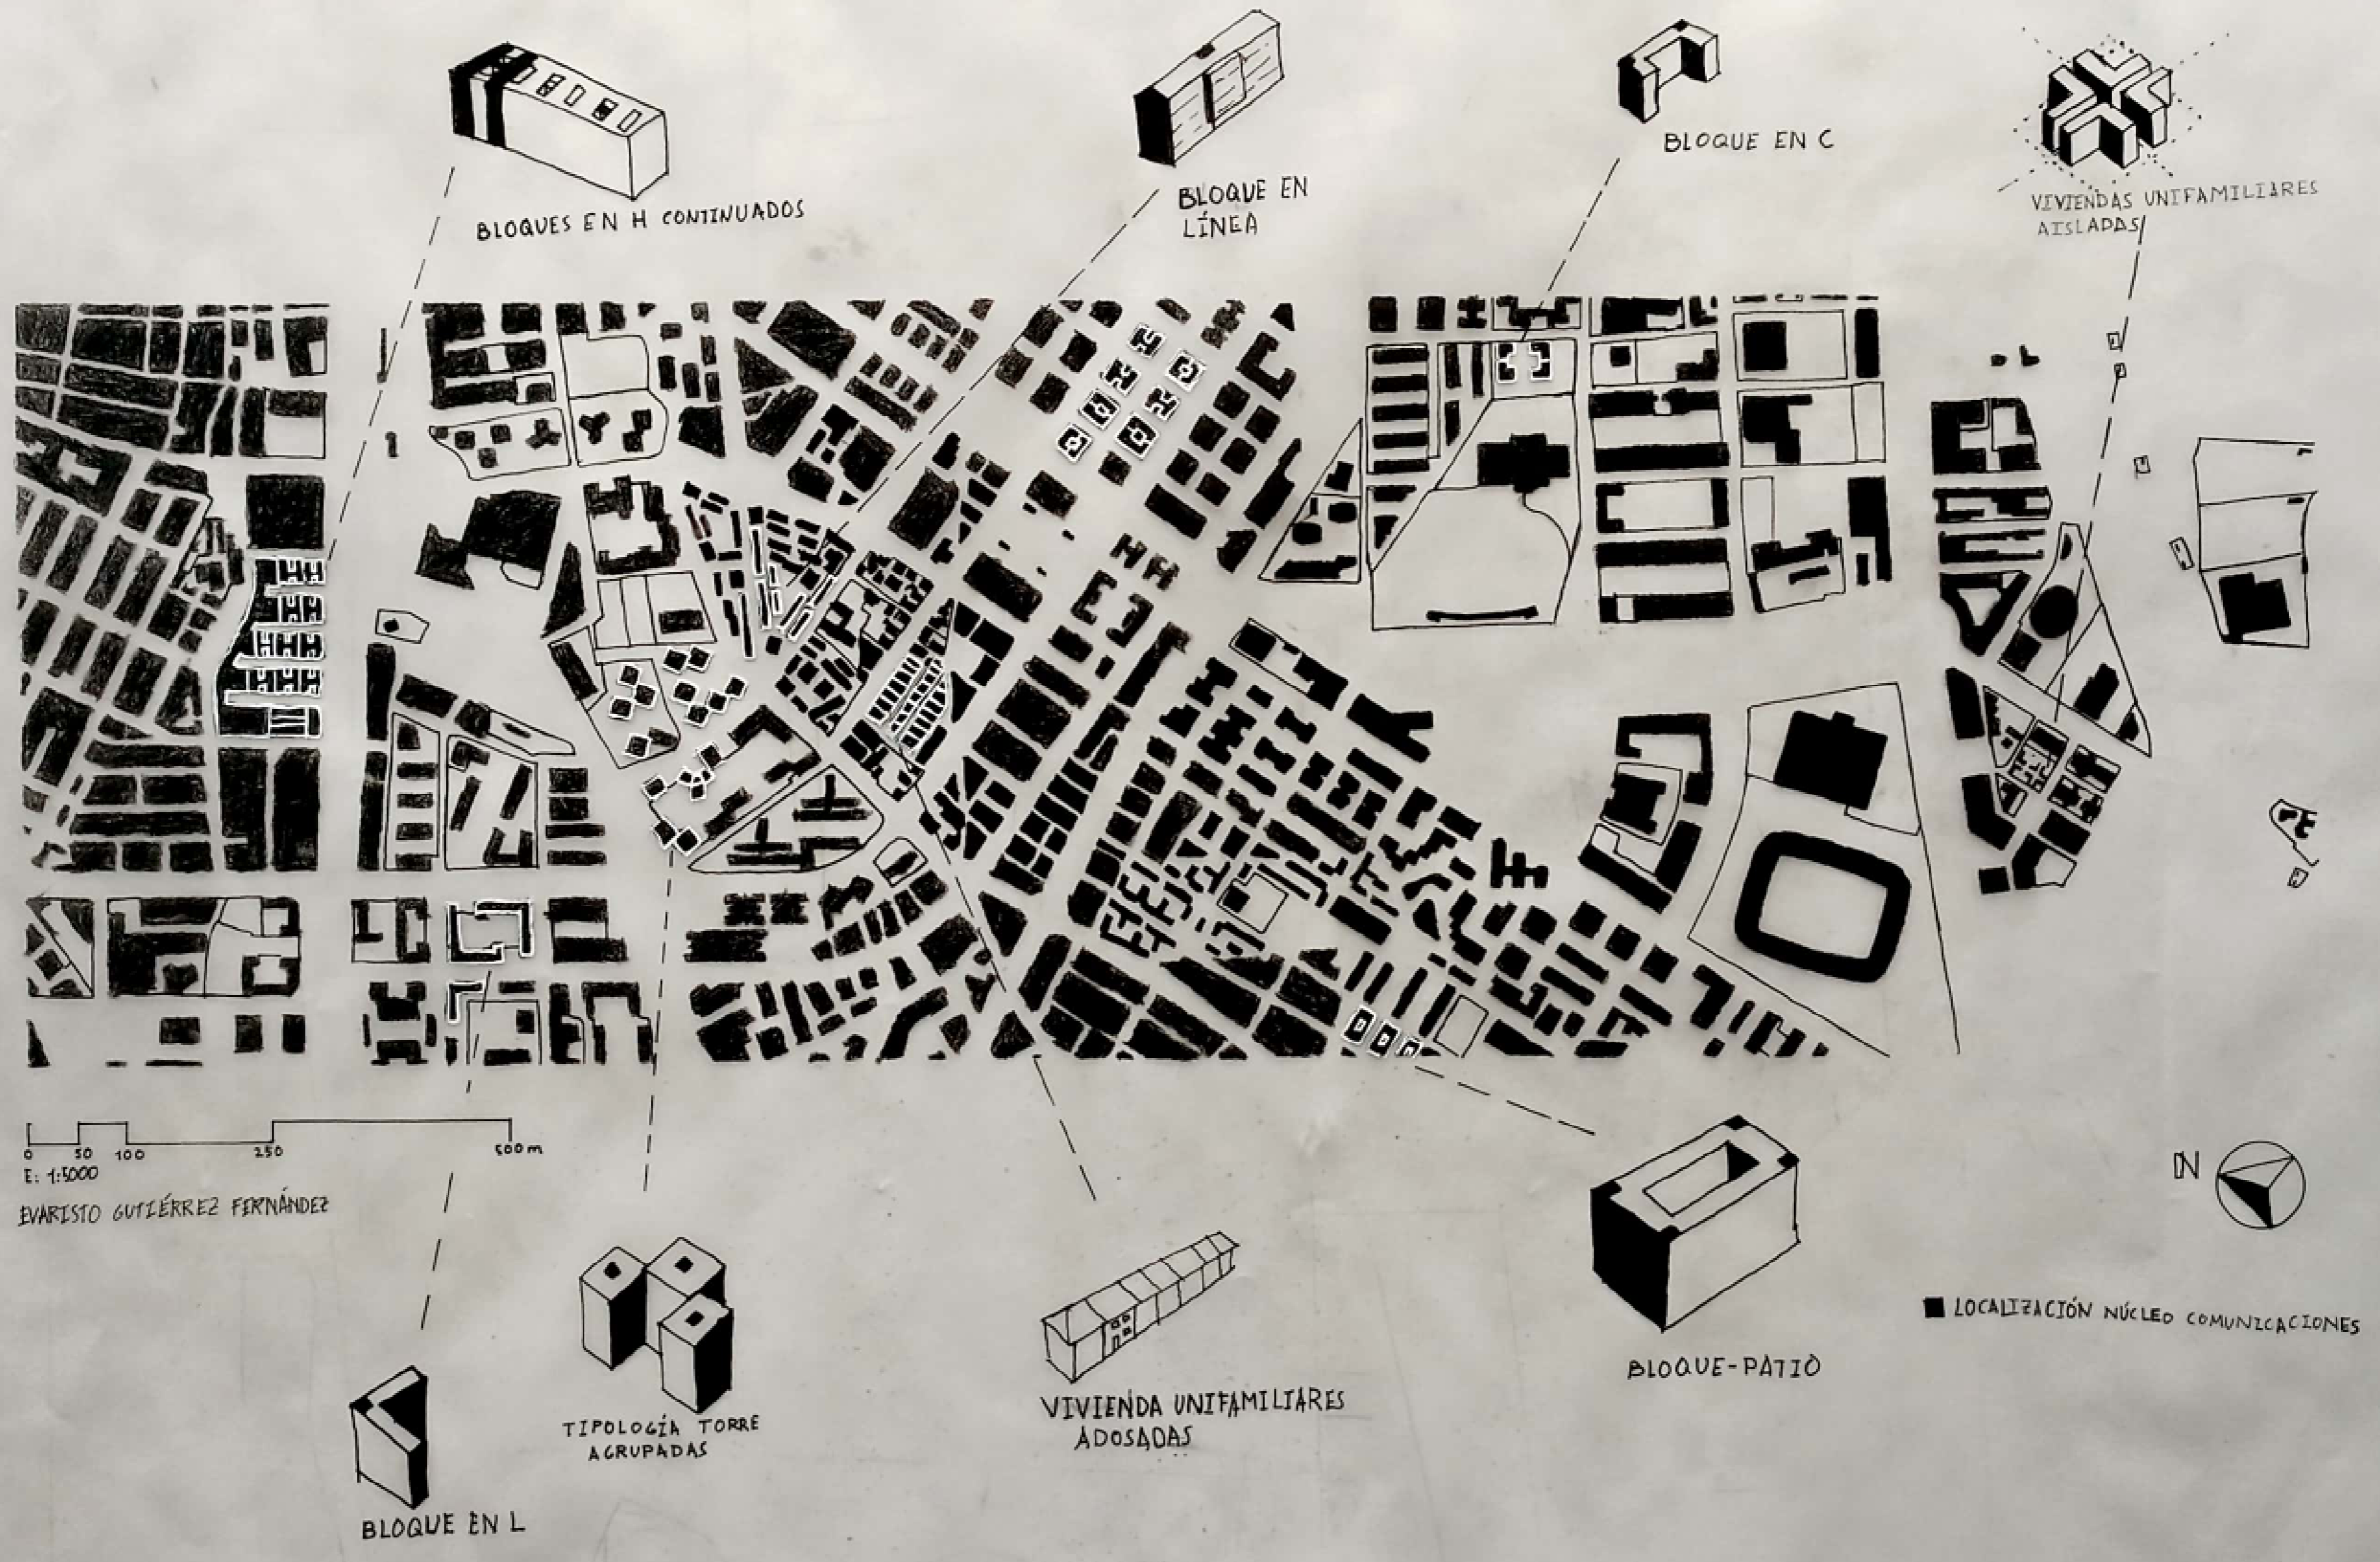 BLOQUES EN H CONTINUADOS
BLOQUE EN
LÍNEA
BLOQUE EN C
VIVIENDAS UNIFAMILIARES
AISLADAS
0 50 100 250 500 m
E: 1:5000
EVARISTO GUTIÉRREZ FERNÁNDEZ
N
LOCALIZACIÓN NÚCLEO COMUNICACIONES
BLOQUE-PATIO
VIVIENDA UNIFAMILIARES
ADOSADAS
TIPOLOGÍA TORRE
AGRUPADAS
BLOQUE EN L